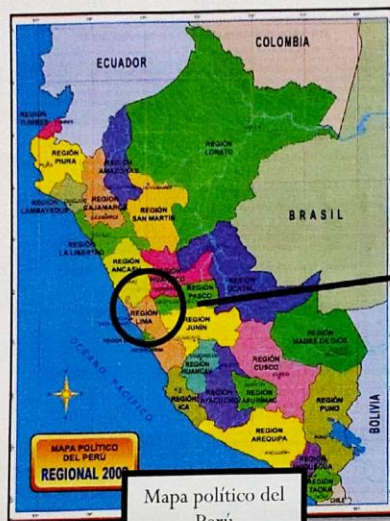 COLOMBIA
ECUADOR
REGIÓN
TUMBES
REGIÓN
PIURA
REGIÓN
AMAZONAS
REGIÓN
LORETO
REGIÓN
LAMBAYEQUE
REGIÓN
CAJAMARCA
REGIÓN
SAN MARTÍN
REGIÓN
LA LIBERTAD
BRASIL
REGIÓN
ANCASH
REGIÓN
PASCO
UCAYALI
REGIÓN
LIMA
REGIÓN
JUNÍN
REGIÓN
MADRE DE DIOS
REGIÓN
CUSCO
REGIÓN
ICA
REGIÓN
AYACUCHO
REGIÓN
APURIMAC
REGIÓN
PUNO
REGIÓN
AREQUIPA
REGIÓN
TACNA
OCEANO PACÍFICO
BOLIVIA
CHILE
MAPA POLÍTICO
DEL PERÚ
REGIONAL
Mapa político del
Perú